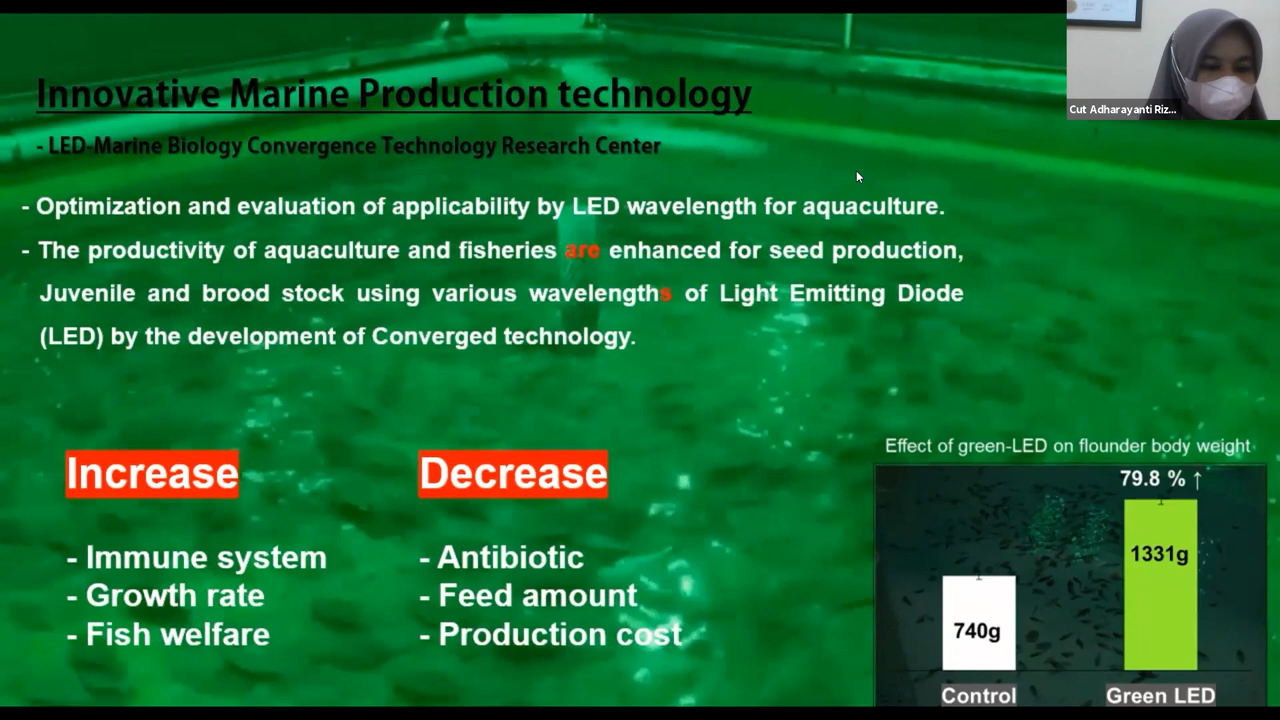 Innovative Marine Production technology
- LED-Marine Biology Convergence Technology Research Center
- Optimization and evaluation of applicability by LED wavelength for aquaculture.
- The productivity of aquaculture and fisheries are enhanced for seed production,
Juvenile and brood stock using various wavelengths of Light Emitting Diode
(LED) by the development of Converged technology.
Increase
- Immune system
- Growth rate
- Fish welfare
Decrease
- Antibiotic
- Feed amount
- Production cost
Effect of green-LED on flounder body weight
79.8 % ↑
1331g
740g
Control
Green LED
Cut Adharayanti Riz...